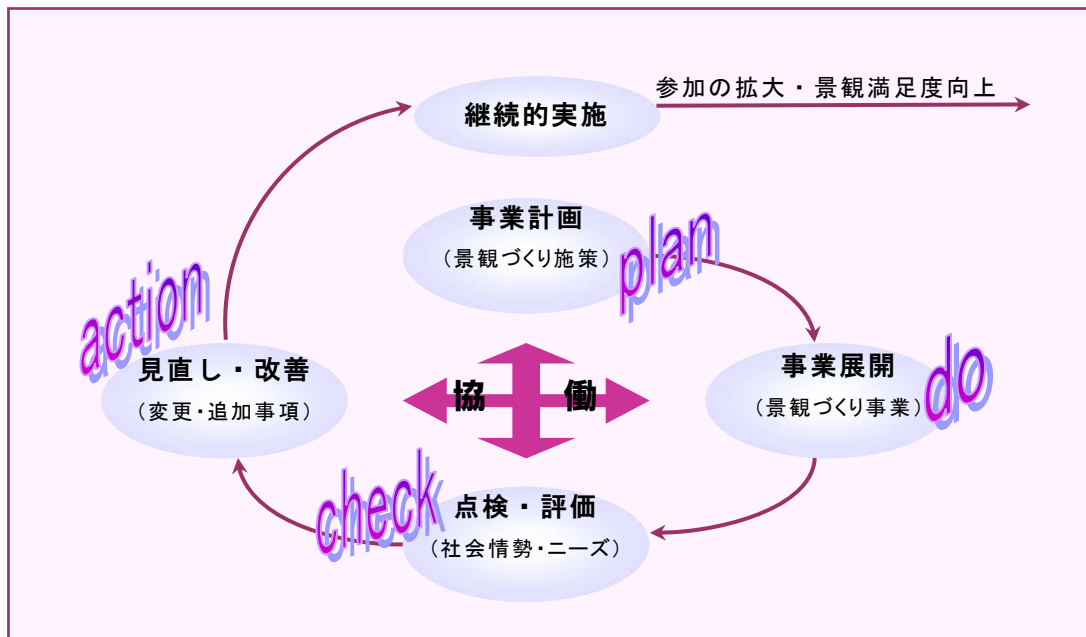 参加の拡大・景観満足度向上
継続的実施
事業計画
（景観づくり施策）
plan
action
見直し・改善
（変更・追加事項）
協働
事業展開
（景観づくり事業）
do
check
点検・評価
（社会情勢・ニーズ）